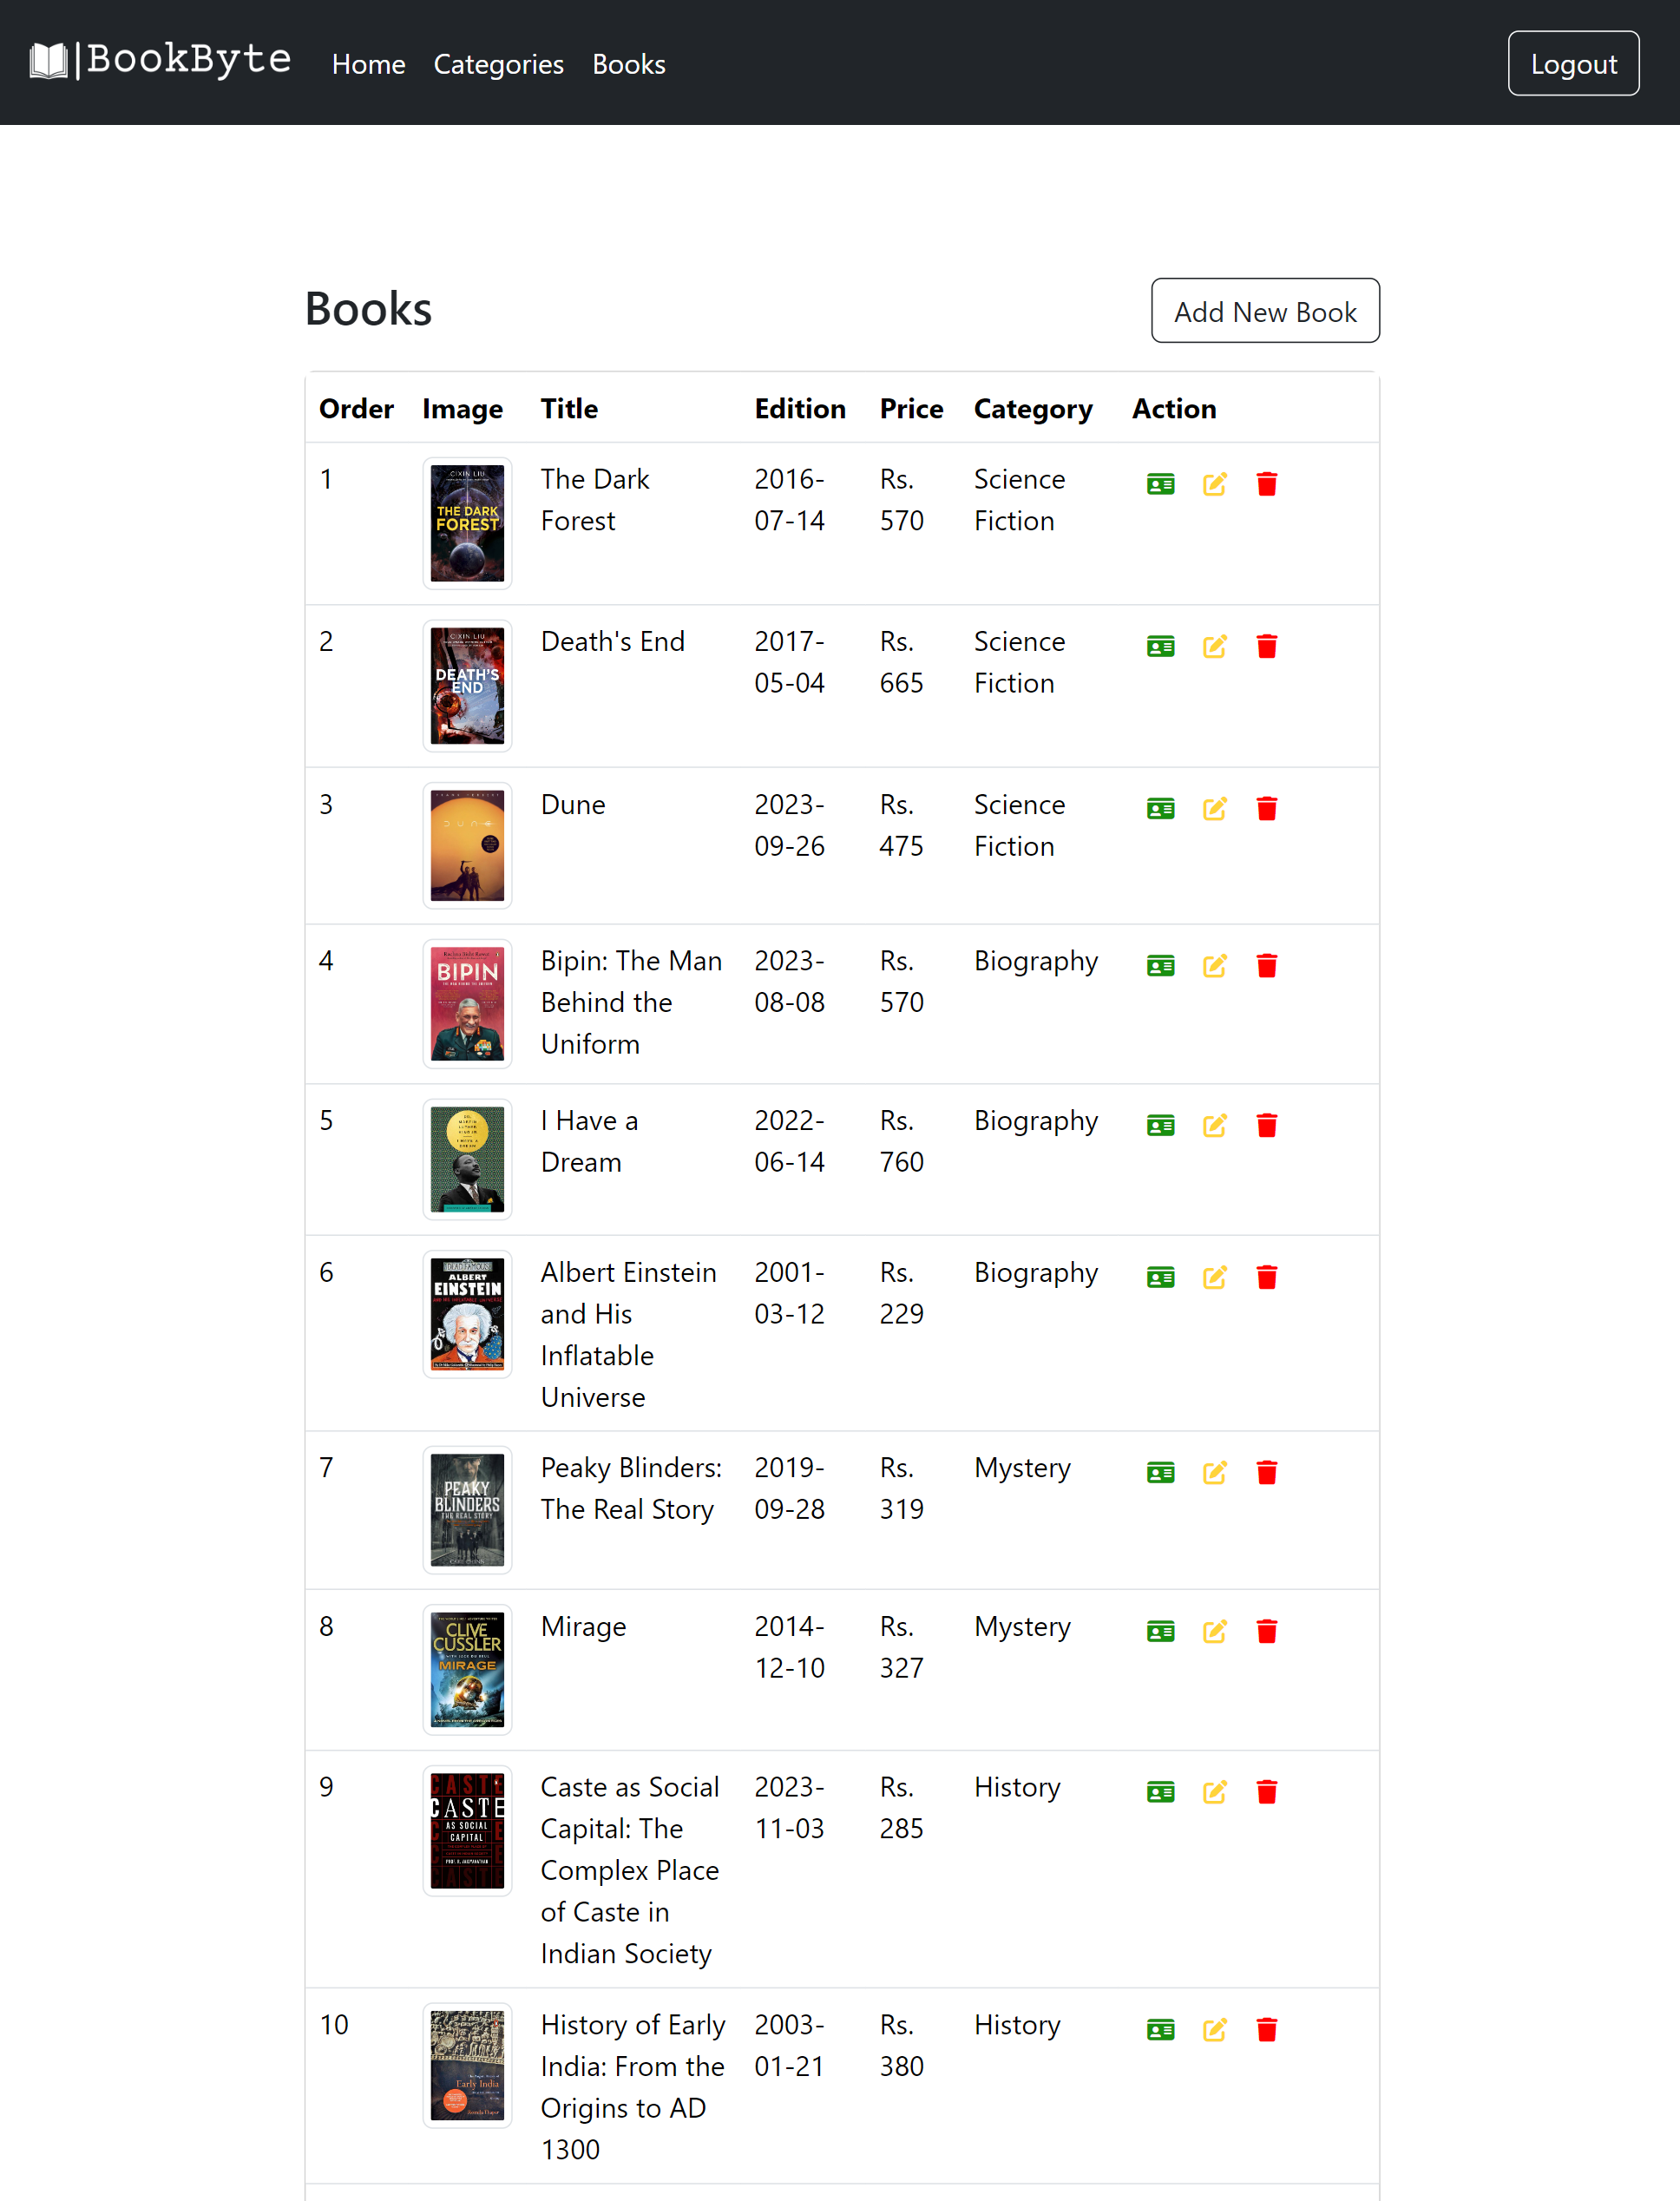 |BookByte Home Categories Books Logout
Books Add New Book
Order Image Title Edition Price Category Action
1 The Dark 2016- Rs. Science
Forest 07-14 570 Fiction
CIXIN LIU
THE DARK
FOREST
2 Death's End 2017- Rs. Science
05-04 665 Fiction
CIXIN LIU
DEATH'S
END
3 Dune 2023- Rs. Science
09-26 475 Fiction
DUNE
4 Bipin: The Man 2023- Rs. Biography
Behind the 08-08 570
Uniform
BIPIN
5 I Have a 2022- Rs. Biography
Dream 06-14 760
6 Albert Einstein 2001- Rs. Biography
and His 03-12 229
Inflatable
Universe
ALBERT
EINSTEIN
7 Peaky Blinders: 2019- Rs. Mystery
The Real Story 09-28 319
PEAKY
BLINDERS
THE REAL STORY
8 Mirage 2014- Rs. Mystery
12-10 327
CLIVE
CUSSLER
MIRAGE
9 Caste as Social 2023- Rs. History
Capital: The 11-03 285
Complex Place
of Caste in
Indian Society
CASTE
CASTE
AS SOCIAL
CAPITAL
CASTE
10 History of Early 2003- Rs. History
India: From the 01-21 380
Origins to AD
1300
Early India